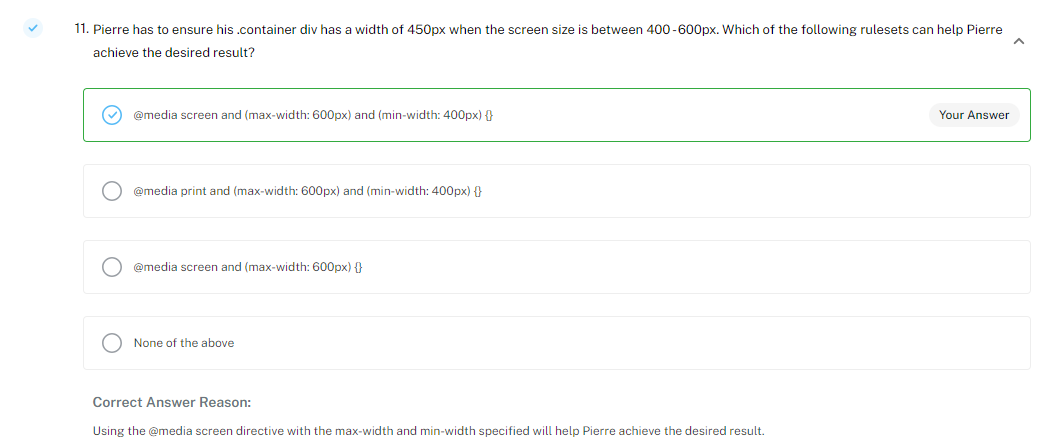 11. Pierre has to ensure his .container div has a width of 450px when the screen size is between 400-600px. Which of the following rulesets can help Pierre
achieve the desired result?
@media screen and (max-width: 600px) and (min-width: 400px) {}
Your Answer
@media print and (max-width: 600px) and (min-width: 400px) {}
@media screen and (max-width: 600px) {}
None of the above
Correct Answer Reason:
Using the @media screen directive with the max-width and min-width specified will help Pierre achieve the desired result.